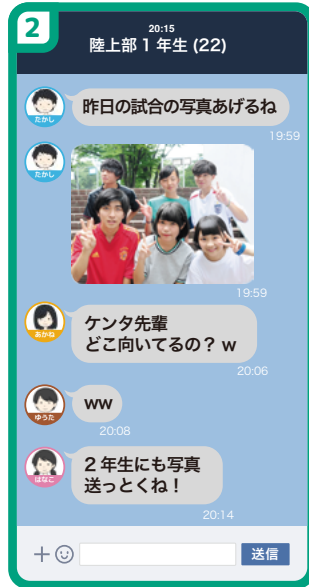 2
20:15
陸上部1年生 (22)
昨日の試合の写真あげるね
たかし
19:59
たかし
19:59
ケンタ先輩
どこ向いてるの?w
あかね
20:06
ww
ゆうた
20:08
2年生にも写真
送っとくね!
はなこ
20:14
送信